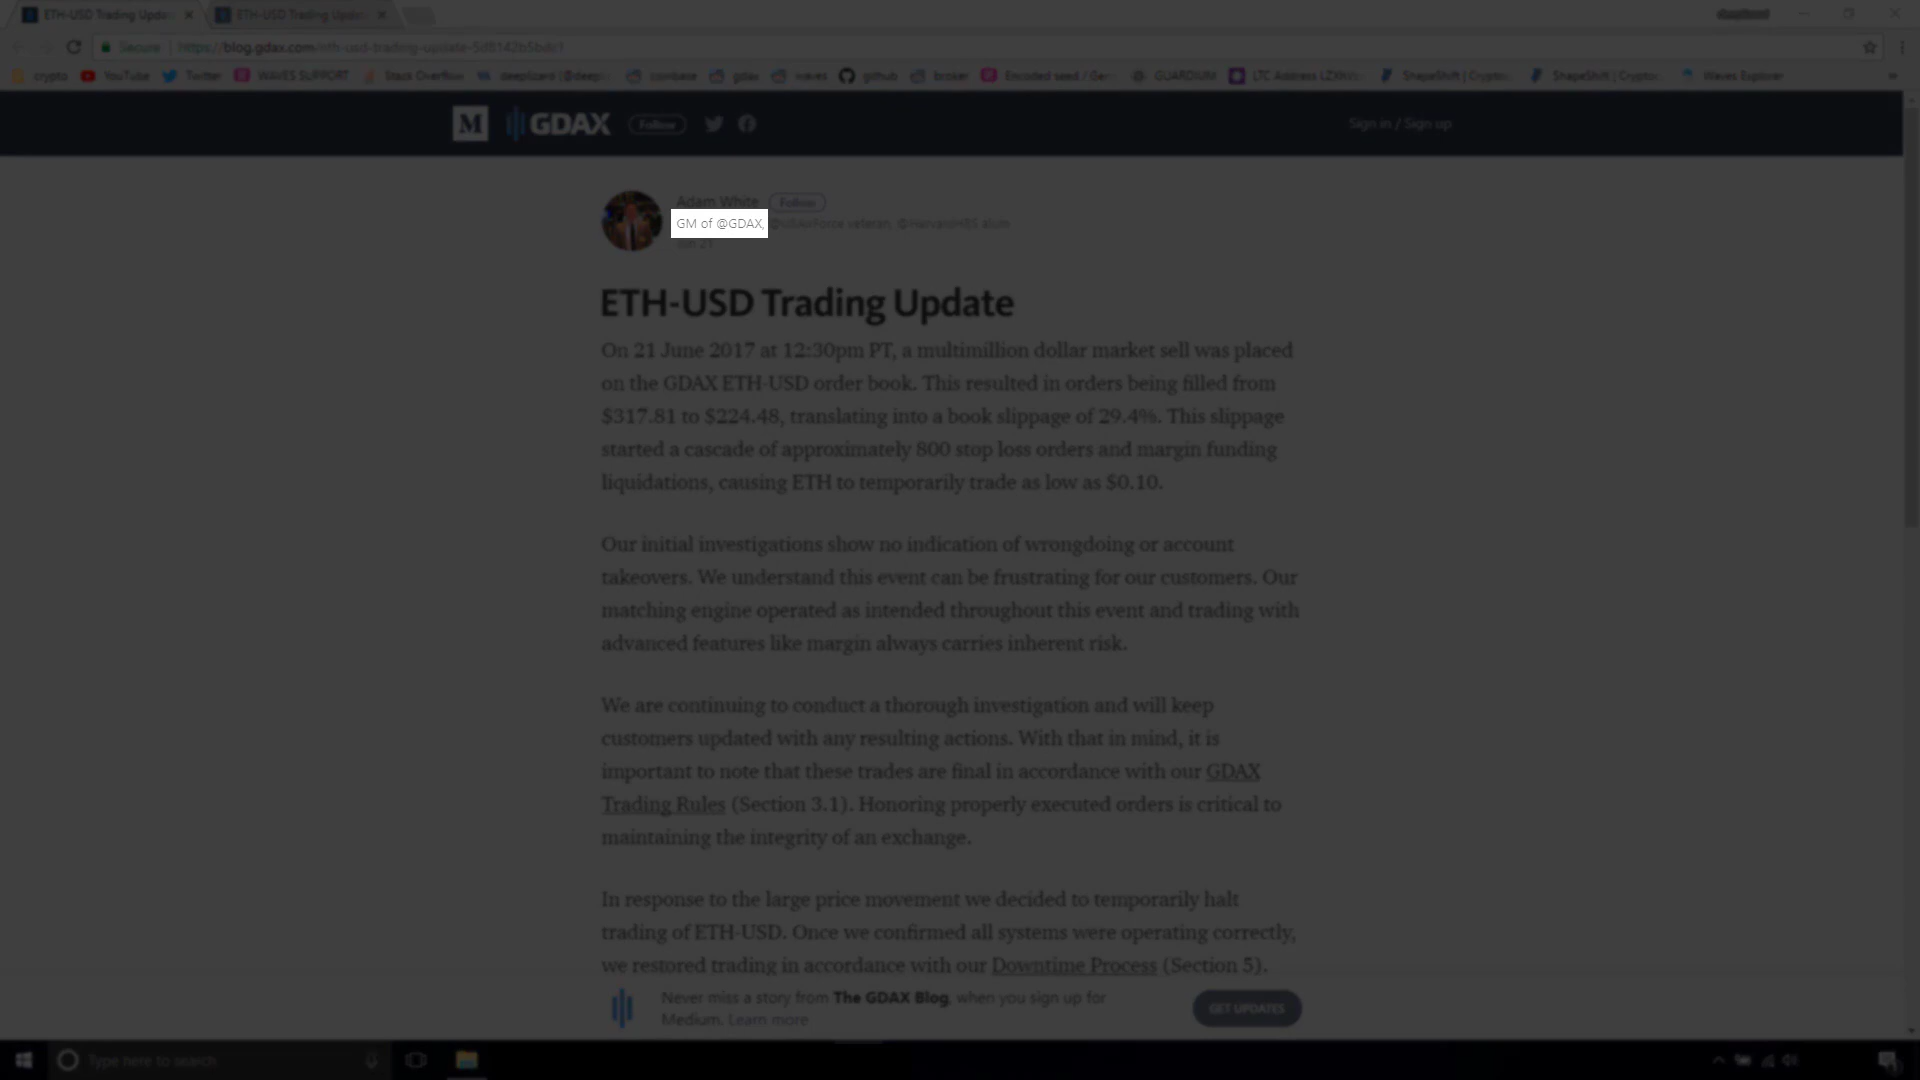 ETH-USD Trading Upda
ETH-USD Trading Upda
Secure
https://blog.gdax.com/eth-usd-trading-update-
crypto YouTube Twitter WAVES SUPPORT Stack Overflow coinbase gdax waves github broker Encoded seed / Gen GUARDIUM LTC Address ShapeShift | Crypto ShapeShift | Crypto Waves Explorer
M GDAX Follow Sign in / Sign up
Adam White Follow
GM of @GDAX, @USAirForce veteran, @HarvardHBS alum
Jun 21
ETH-USD Trading Update
On 21 June 2017 at 12:30pm PT, a multimillion dollar market sell was placed
on the GDAX ETH-USD order book. This resulted in orders being filled from
$317.81 to $224.48, translating into a book slippage of 29.4%. This slippage
started a cascade of approximately 800 stop loss orders and margin funding
liquidations, causing ETH to temporarily trade as low as $0.10.
Our initial investigations show no indication of wrongdoing or account
takeovers. We understand this event can be frustrating for our customers. Our
matching engine operated as intended throughout this event and trading with
advanced features like margin always carries inherent risk.
We are continuing to conduct a thorough investigation and will keep
customers updated with any resulting actions. With that in mind, it is
important to note that these trades are final in accordance with our GDAX
Trading Rules (Section 3.1). Honoring properly executed orders is critical to
maintaining the integrity of an exchange.
In response to the large price movement we decided to temporarily halt
trading of ETH-USD. Once we confirmed all systems were operating correctly,
we restored trading in accordance with our Downtime Process (Section 5).
Never miss a story from The GDAX Blog, when you sign up for
Medium. Learn more
GET UPDATES
Type here to search